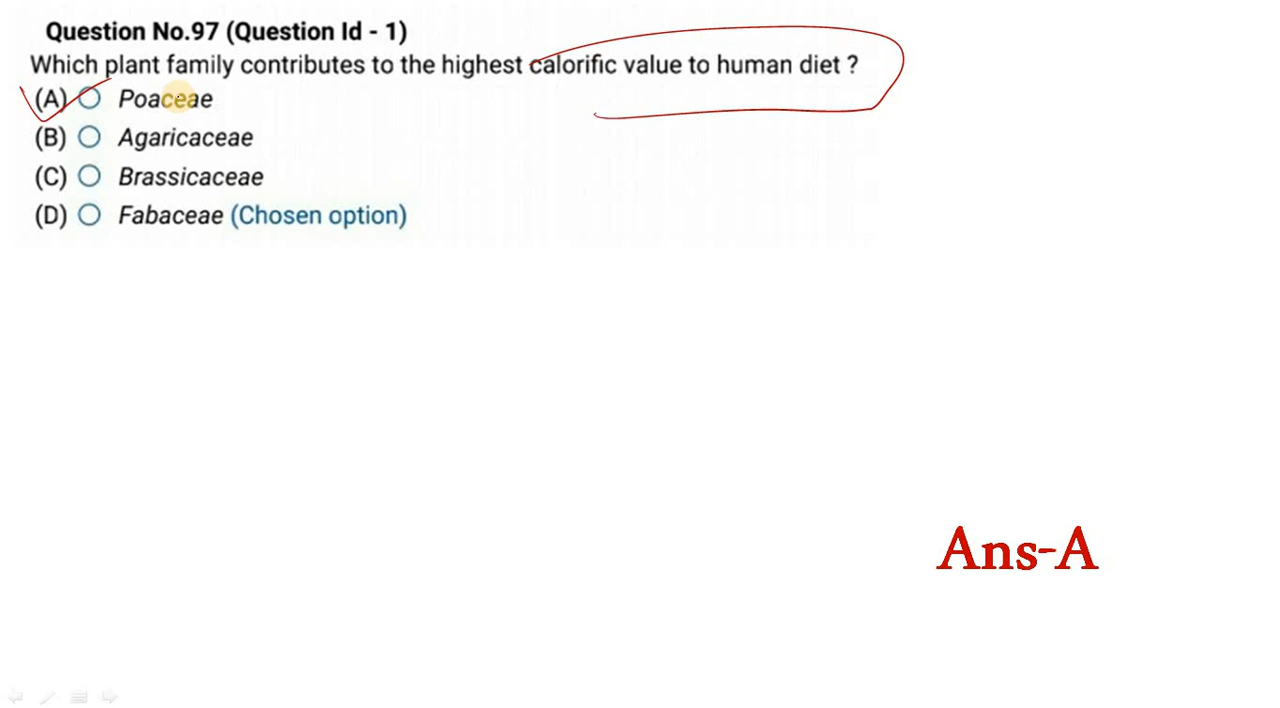 Question No.97 (Question Id - 1)
Which plant family contributes to the highest calorific value to human diet ?
(A) Poaceae
(B) Agaricaceae
(C) Brassicaceae
(D) Fabaceae (Chosen option)
Ans-A